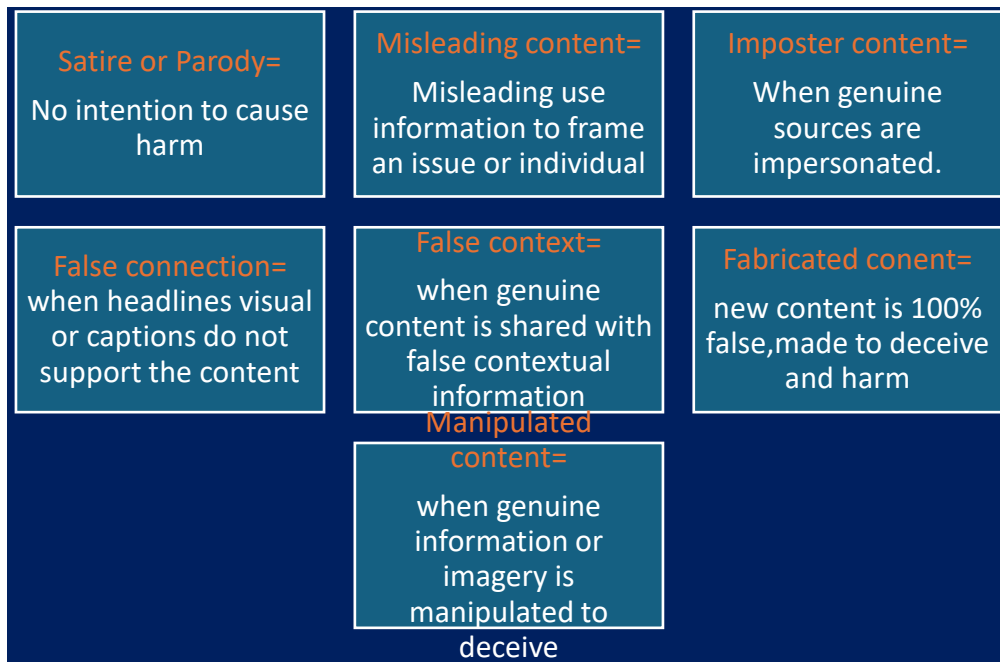 Satire or Parody=
No intention to cause
harm
Misleading content=
Misleading use
information to frame
an issue or individual
Imposter content=
When genuine
sources are
impersonated.
False connection=
when headlines visual
or captions do not
support the content
False context=
when genuine
content is shared with
false contextual
information
Fabricated conent=
new content is 100%
false,made to deceive
and harm
Manipulated
content=
when genuine
information or
imagery is
manipulated to
deceive